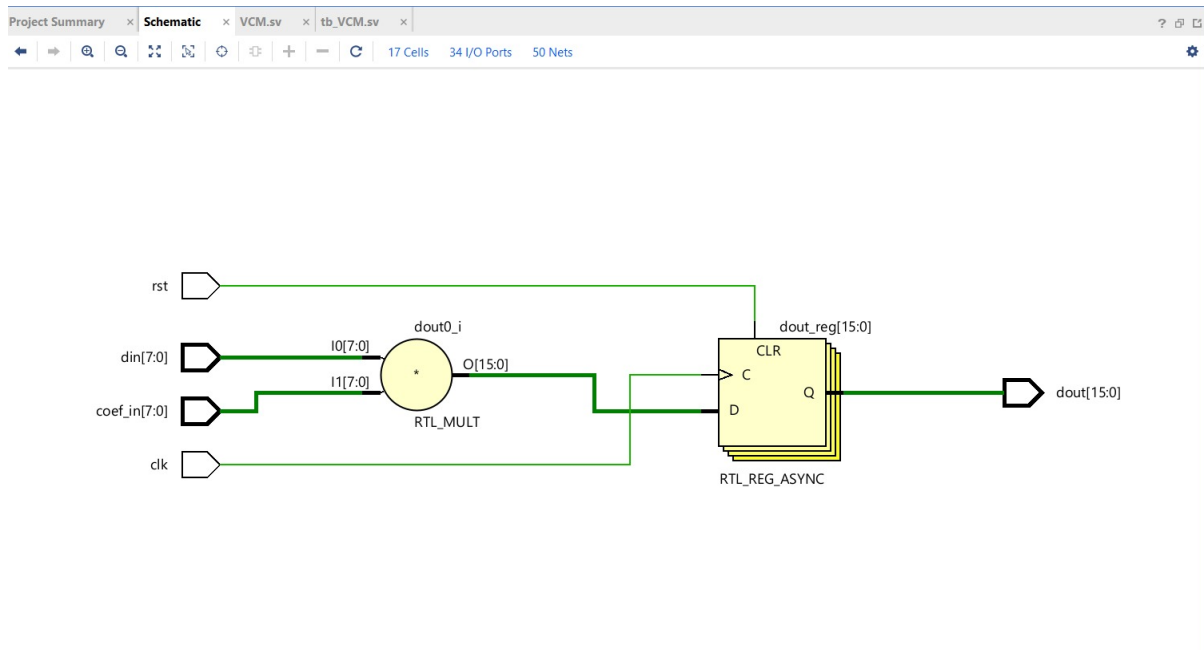 Project Summary × Schematic × VCM.sv × tb_VCM.sv ×
?
17 Cells 34 I/O Ports 50 Nets
rst
dout0_i
dout_reg[15:0]
I0[7:0]
CLR
din[7:0]
O[15:0]
*
C
I1[7:0]
Q
dout[15:0]
coef_in[7:0]
D
RTL_MULT
clk
RTL_REG_ASYNC